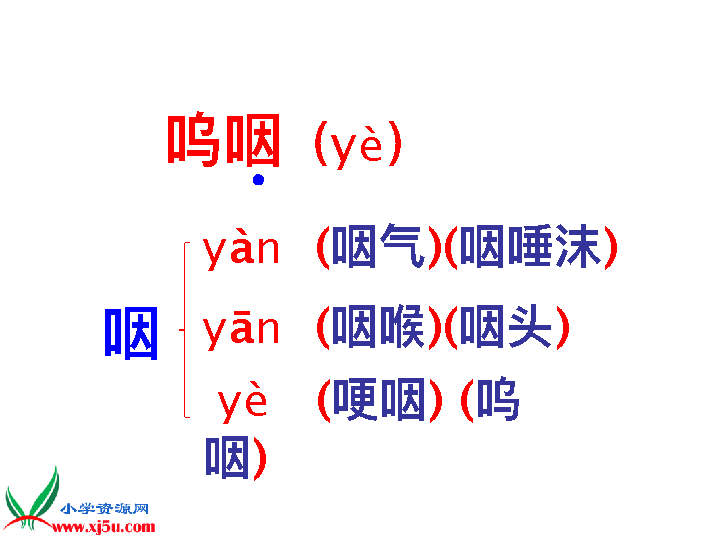 呜咽 (yè)
yàn (咽气)(咽唾沫)
咽
yān (咽喉)(咽头)
yè (哽咽) (呜
咽)
小学资源网
www.xj5u.com